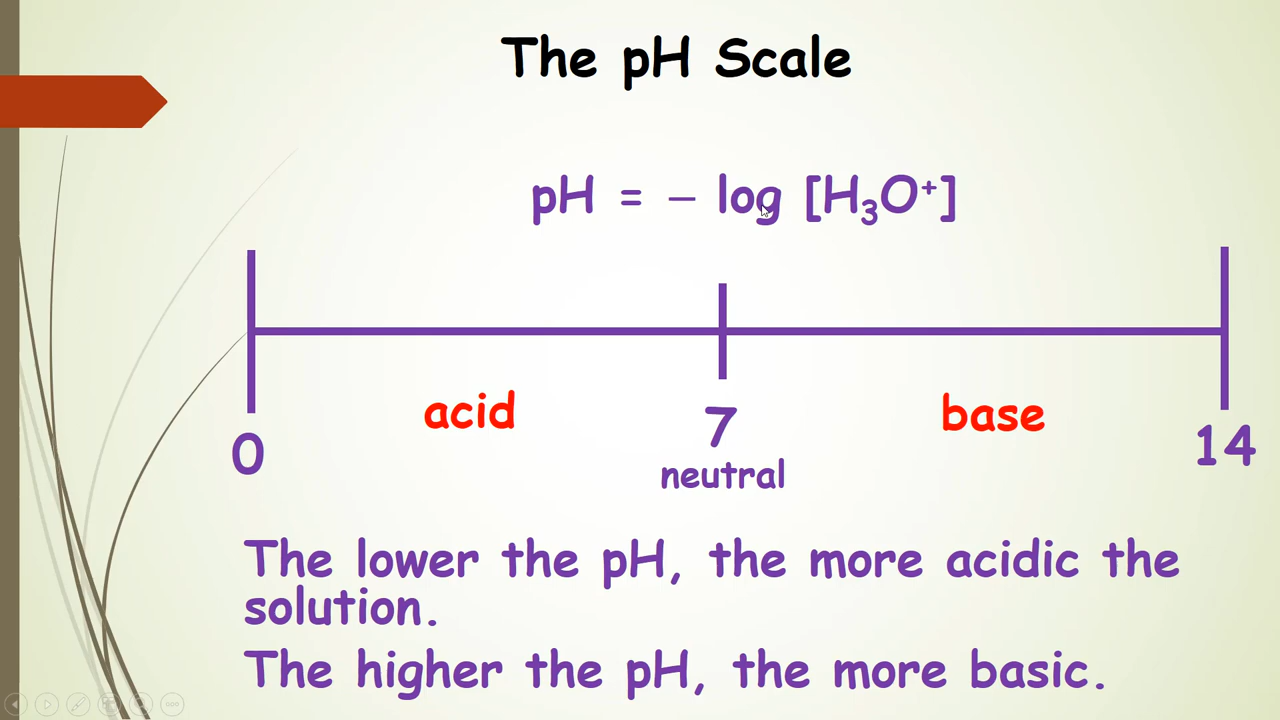 The pH Scale
pH = – log [H₃O⁺]
acid
base
0
7
14
neutral
The lower the pH, the more acidic the
solution.
The higher the pH, the more basic.